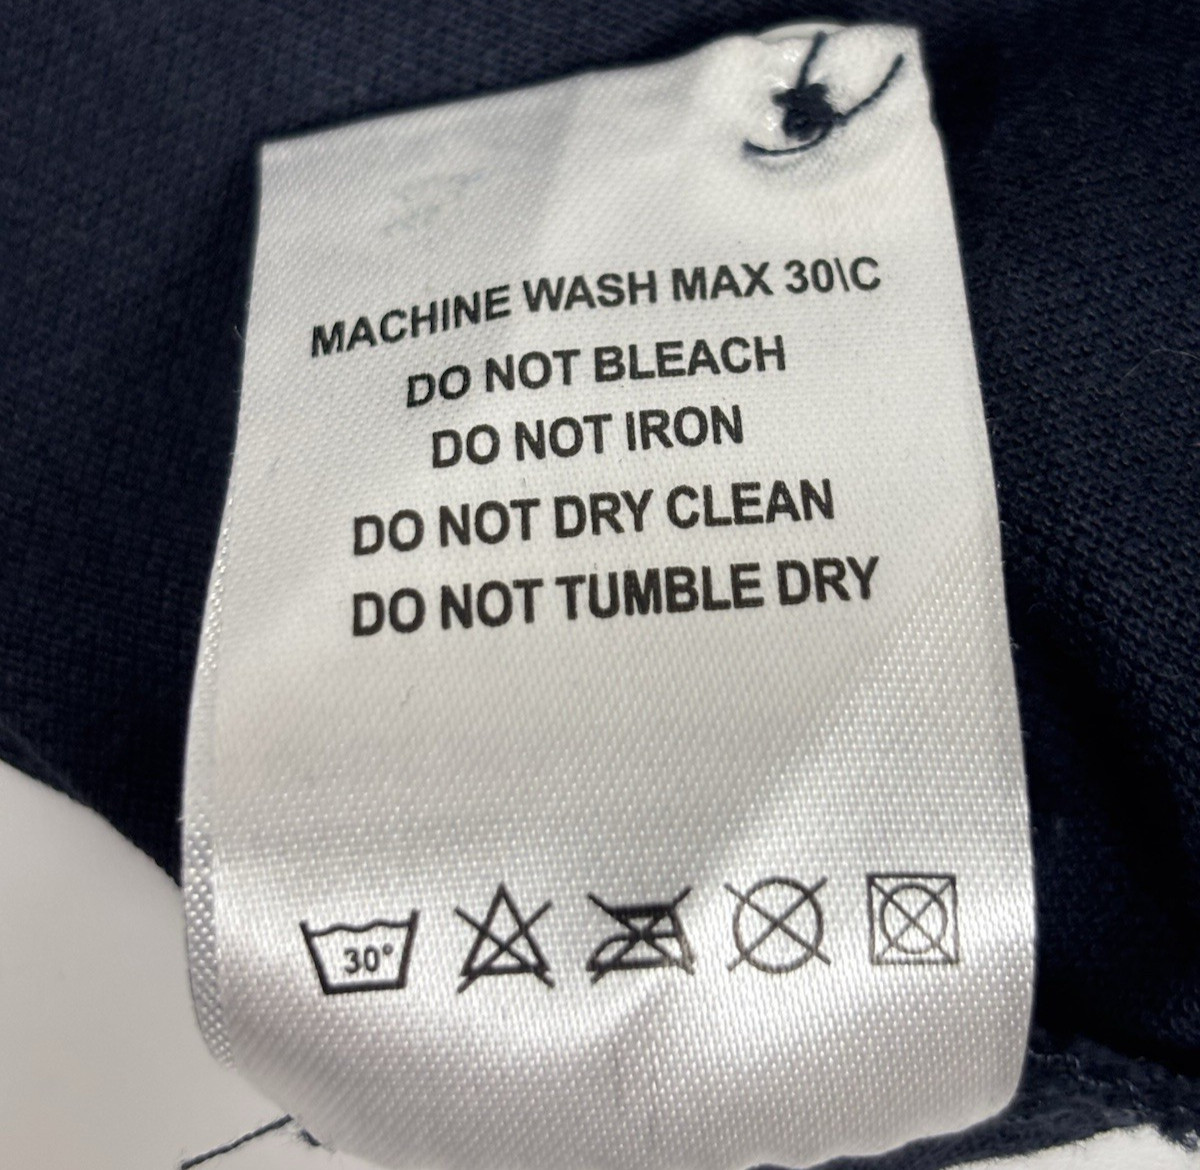 MACHINE WASH MAX 30\C
DO NOT BLEACH
DO NOT IRON
DO NOT DRY CLEAN
DO NOT TUMBLE DRY
30°